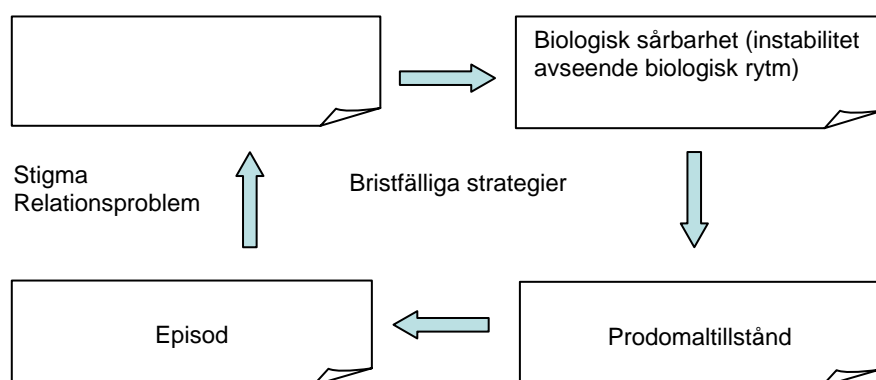 Biologisk sårbarhet (instabilitet
avseende biologisk rytm)
Stigma
Relationsproblem
Bristfälliga strategier
Episod
Prodomaltillstånd